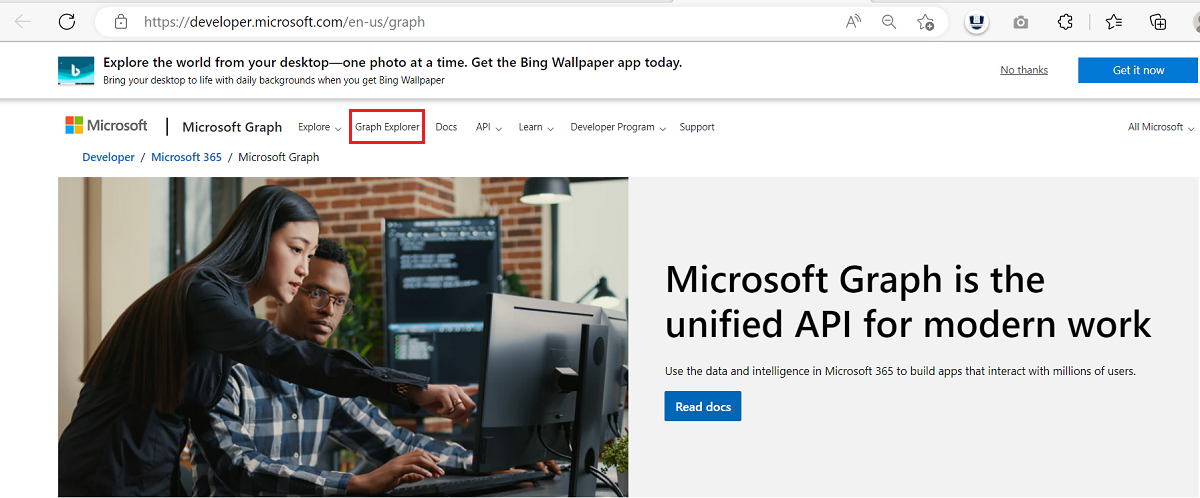 https://developer.microsoft.com/en-us/graph
Explore the world from your desktop—one photo at a time. Get the Bing Wallpaper app today.
Bring your desktop to life with daily backgrounds when you get Bing Wallpaper
No thanks
Get it now
Microsoft
Microsoft Graph
Explore
Graph Explorer
Docs
API
Learn
Developer Program
Support
All Microsoft
Developer / Microsoft 365 / Microsoft Graph
Microsoft Graph is the
unified API for modern work
Use the data and intelligence in Microsoft 365 to build apps that interact with millions of users.
Read docs